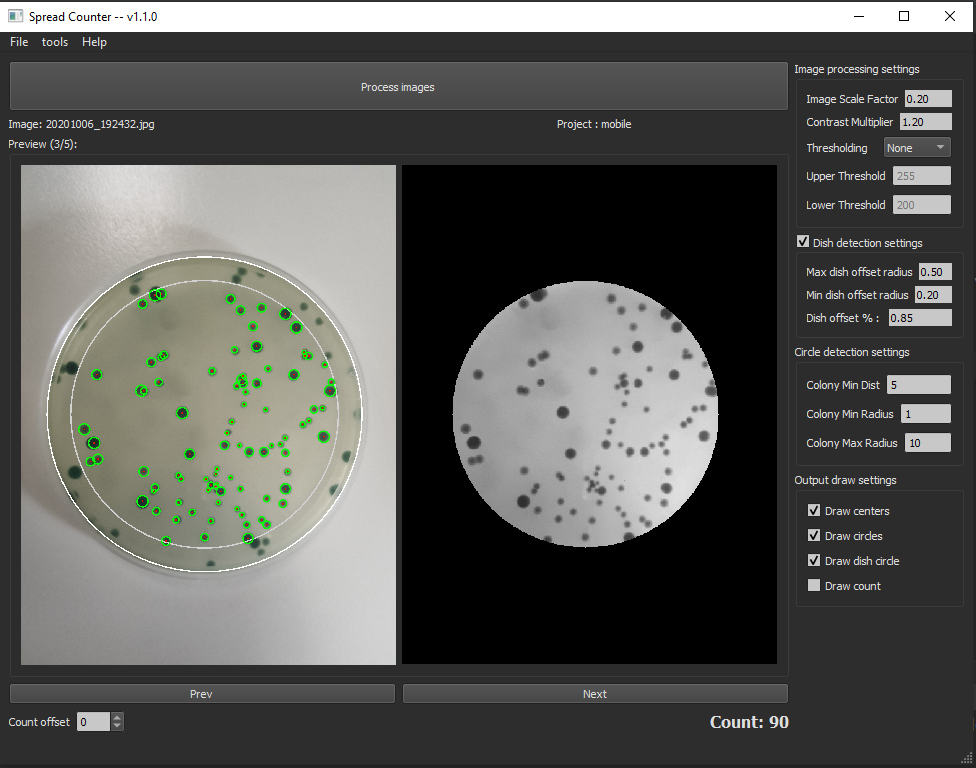 Spread Counter -- v1.1.0
File tools Help
Process images
Image: 20201006_192432.jpg
Project : mobile
Preview (3/5):
Prev
Next
Count offset 0
Count: 90
Image processing settings
Image Scale Factor 0.20
Contrast Multiplier 1.20
Thresholding None
Upper Threshold 255
Lower Threshold 200
Dish detection settings
Max dish offset radius 0.50
Min dish offset radius 0.20
Dish offset % : 0.85
Circle detection settings
Colony Min Dist 5
Colony Min Radius 1
Colony Max Radius 10
Output draw settings
Draw centers
Draw circles
Draw dish circle
Draw count